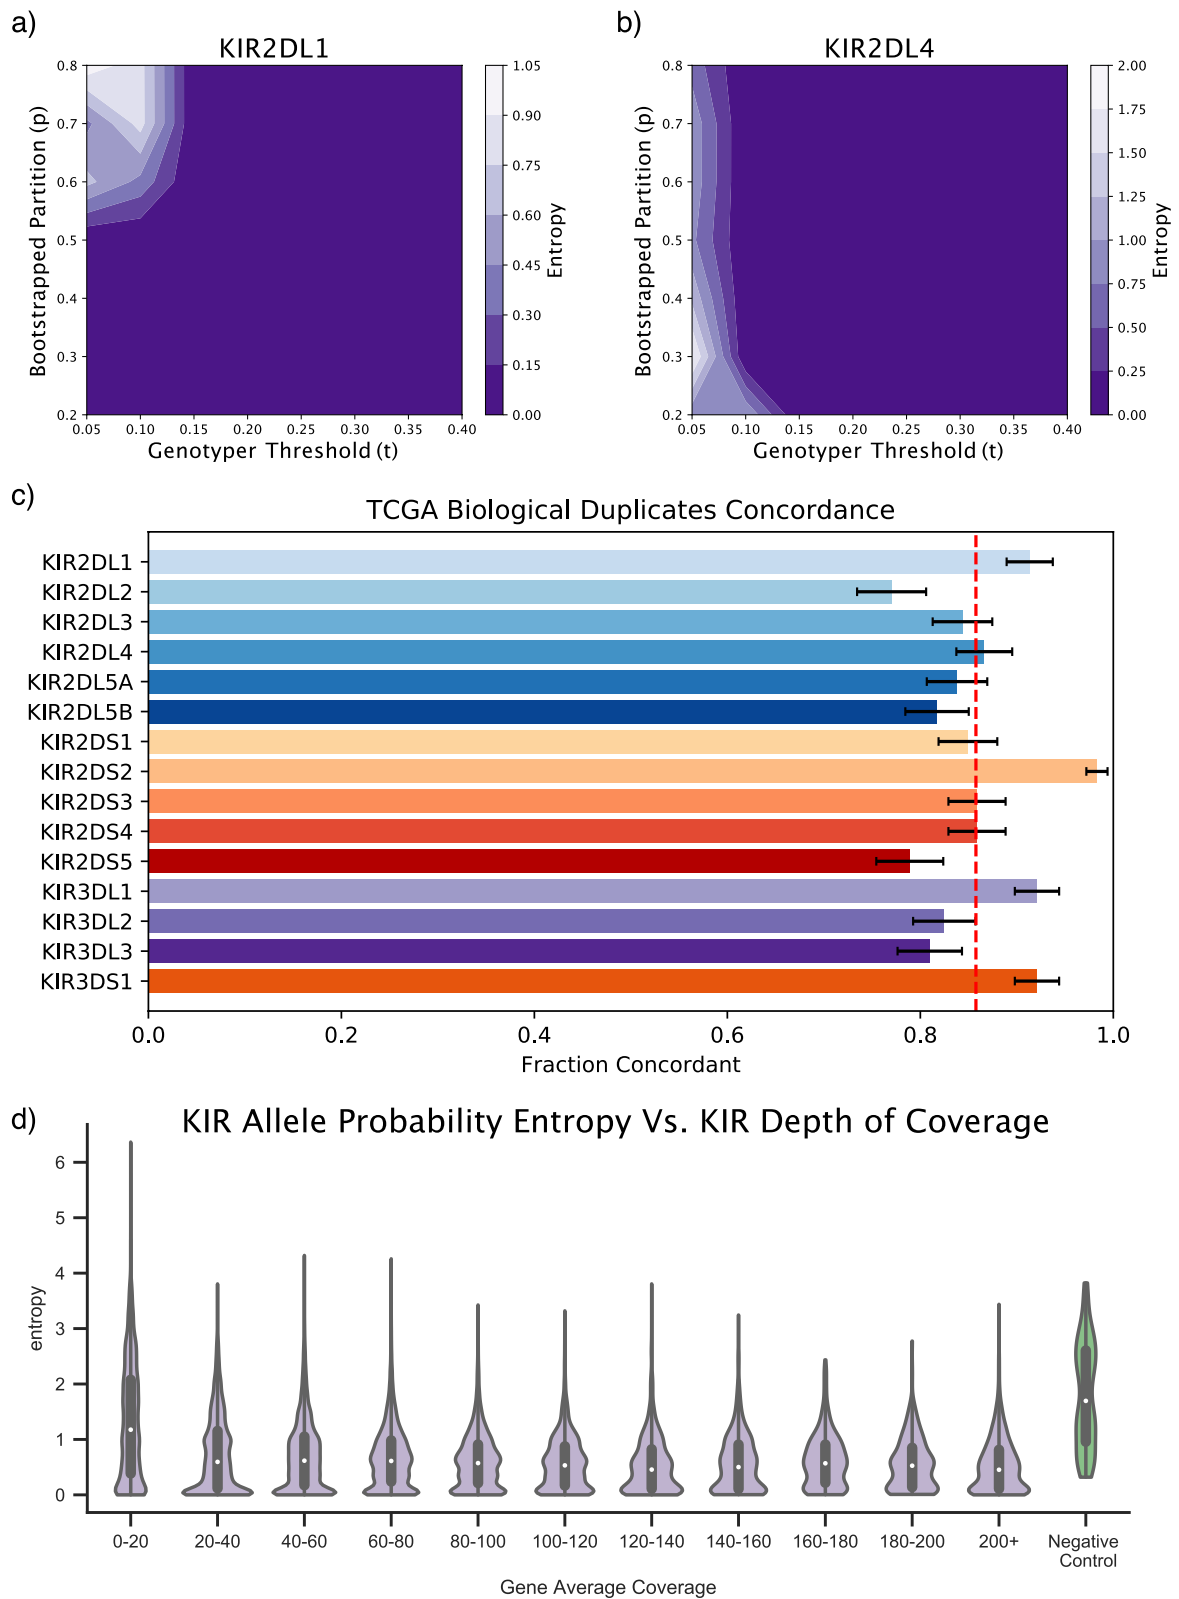 a)
KIR2DL1
Bootstrapped Partition (p)
0.8
0.7
0.6
0.5
0.4
0.3
0.2
0.05 0.10 0.15 0.20 0.25 0.30 0.35 0.40
Genotyper Threshold (t)
1.05
0.90
0.75
0.60
0.45
0.30
0.15
0.00
Entropy
b)
KIR2DL4
Bootstrapped Partition (p)
0.8
0.7
0.6
0.5
0.4
0.3
0.2
0.05 0.10 0.15 0.20 0.25 0.30 0.35 0.40
Genotyper Threshold (t)
2.00
1.75
1.50
1.25
1.00
0.75
0.50
0.25
0.00
Entropy
c)
TCGA Biological Duplicates Concordance
KIR2DL1
KIR2DL2
KIR2DL3
KIR2DL4
KIR2DL5A
KIR2DL5B
KIR2DS1
KIR2DS2
KIR2DS3
KIR2DS4
KIR2DS5
KIR3DL1
KIR3DL2
KIR3DL3
KIR3DS1
0.0 0.2 0.4 0.6 0.8 1.0
Fraction Concordant
d)
KIR Allele Probability Entropy Vs. KIR Depth of Coverage
entropy
6
5
4
3
2
1
0
0-20 20-40 40-60 60-80 80-100 100-120 120-140 140-160 160-180 180-200 200+ Negative
Control
Gene Average Coverage